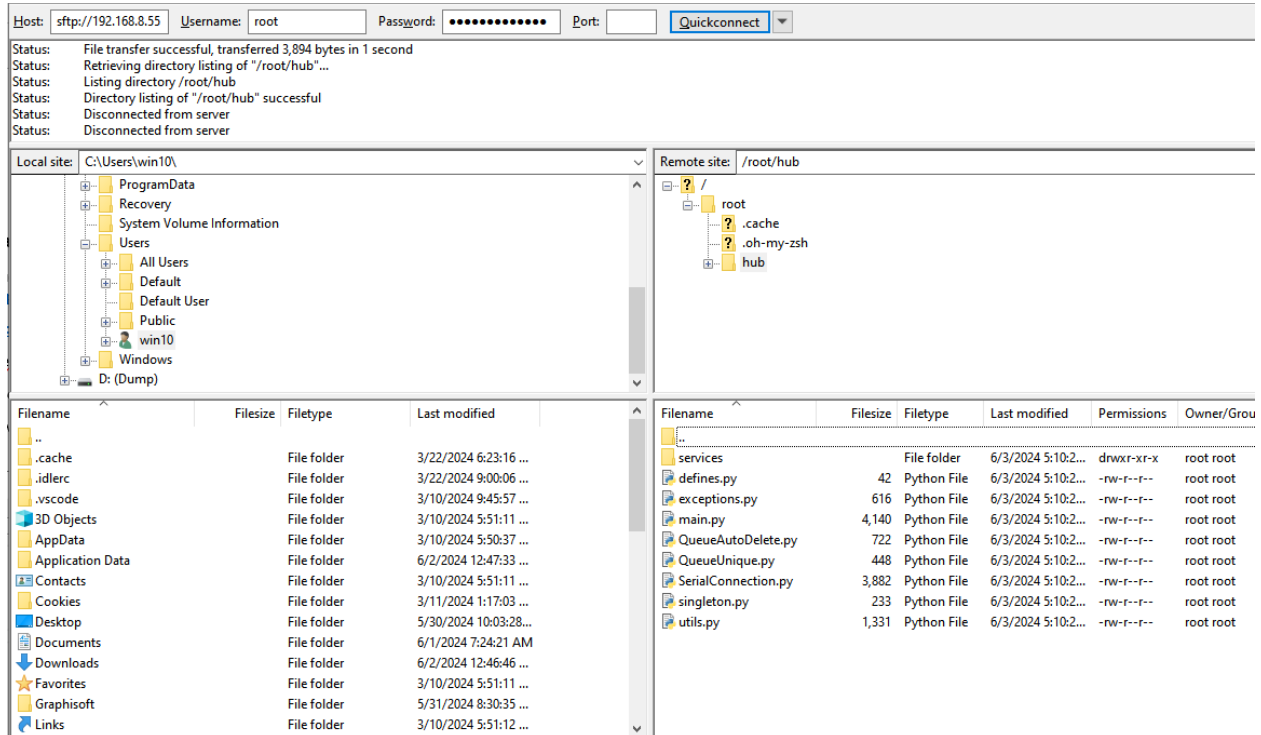 Host: sftp://192.168.8.55 Username: root Password: ●●●●●●●●●●●●● Port: Quickconnect
Status: File transfer successful, transferred 3,894 bytes in 1 second
Status: Retrieving directory listing of "/root/hub"...
Status: Listing directory /root/hub
Status: Directory listing of "/root/hub" successful
Status: Disconnected from server
Status: Disconnected from server
Local site: C:\Users\win10\
ProgramData
Recovery
System Volume Information
Users
All Users
Default
Default User
Public
win10
Windows
D: (Dump)
Remote site: /root/hub
/
root
.cache
.oh-my-zsh
hub
Filename Filesize Filetype Last modified
..
.cache File folder 3/22/2024 6:23:16 ...
.idlerc File folder 3/22/2024 9:00:06 ...
.vscode File folder 3/10/2024 9:45:57 ...
3D Objects File folder 3/10/2024 5:51:11 ...
AppData File folder 3/10/2024 5:50:37 ...
Application Data File folder 6/2/2024 12:47:33 ...
Contacts File folder 3/10/2024 5:51:11 ...
Cookies File folder 3/11/2024 1:17:03 ...
Desktop File folder 5/30/2024 10:03:28...
Documents File folder 6/1/2024 7:24:21 AM
Downloads File folder 6/2/2024 12:46:46 ...
Favorites File folder 3/10/2024 5:51:11 ...
Graphisoft File folder 5/31/2024 8:30:35 ...
Links File folder 3/10/2024 5:51:12 ...
Filename Filesize Filetype Last modified Permissions Owner/Grou
..
services File folder 6/3/2024 5:10:2... drwxr-xr-x root root
defines.py 42 Python File 6/3/2024 5:10:2... -rw-r--r-- root root
exceptions.py 616 Python File 6/3/2024 5:10:2... -rw-r--r-- root root
main.py 4,140 Python File 6/3/2024 5:10:2... -rw-r--r-- root root
QueueAutoDelete.py 722 Python File 6/3/2024 5:10:2... -rw-r--r-- root root
QueueUnique.py 448 Python File 6/3/2024 5:10:2... -rw-r--r-- root root
SerialConnection.py 3,882 Python File 6/3/2024 5:10:2... -rw-r--r-- root root
singleton.py 233 Python File 6/3/2024 5:10:2... -rw-r--r-- root root
utils.py 1,331 Python File 6/3/2024 5:10:2... -rw-r--r-- root root